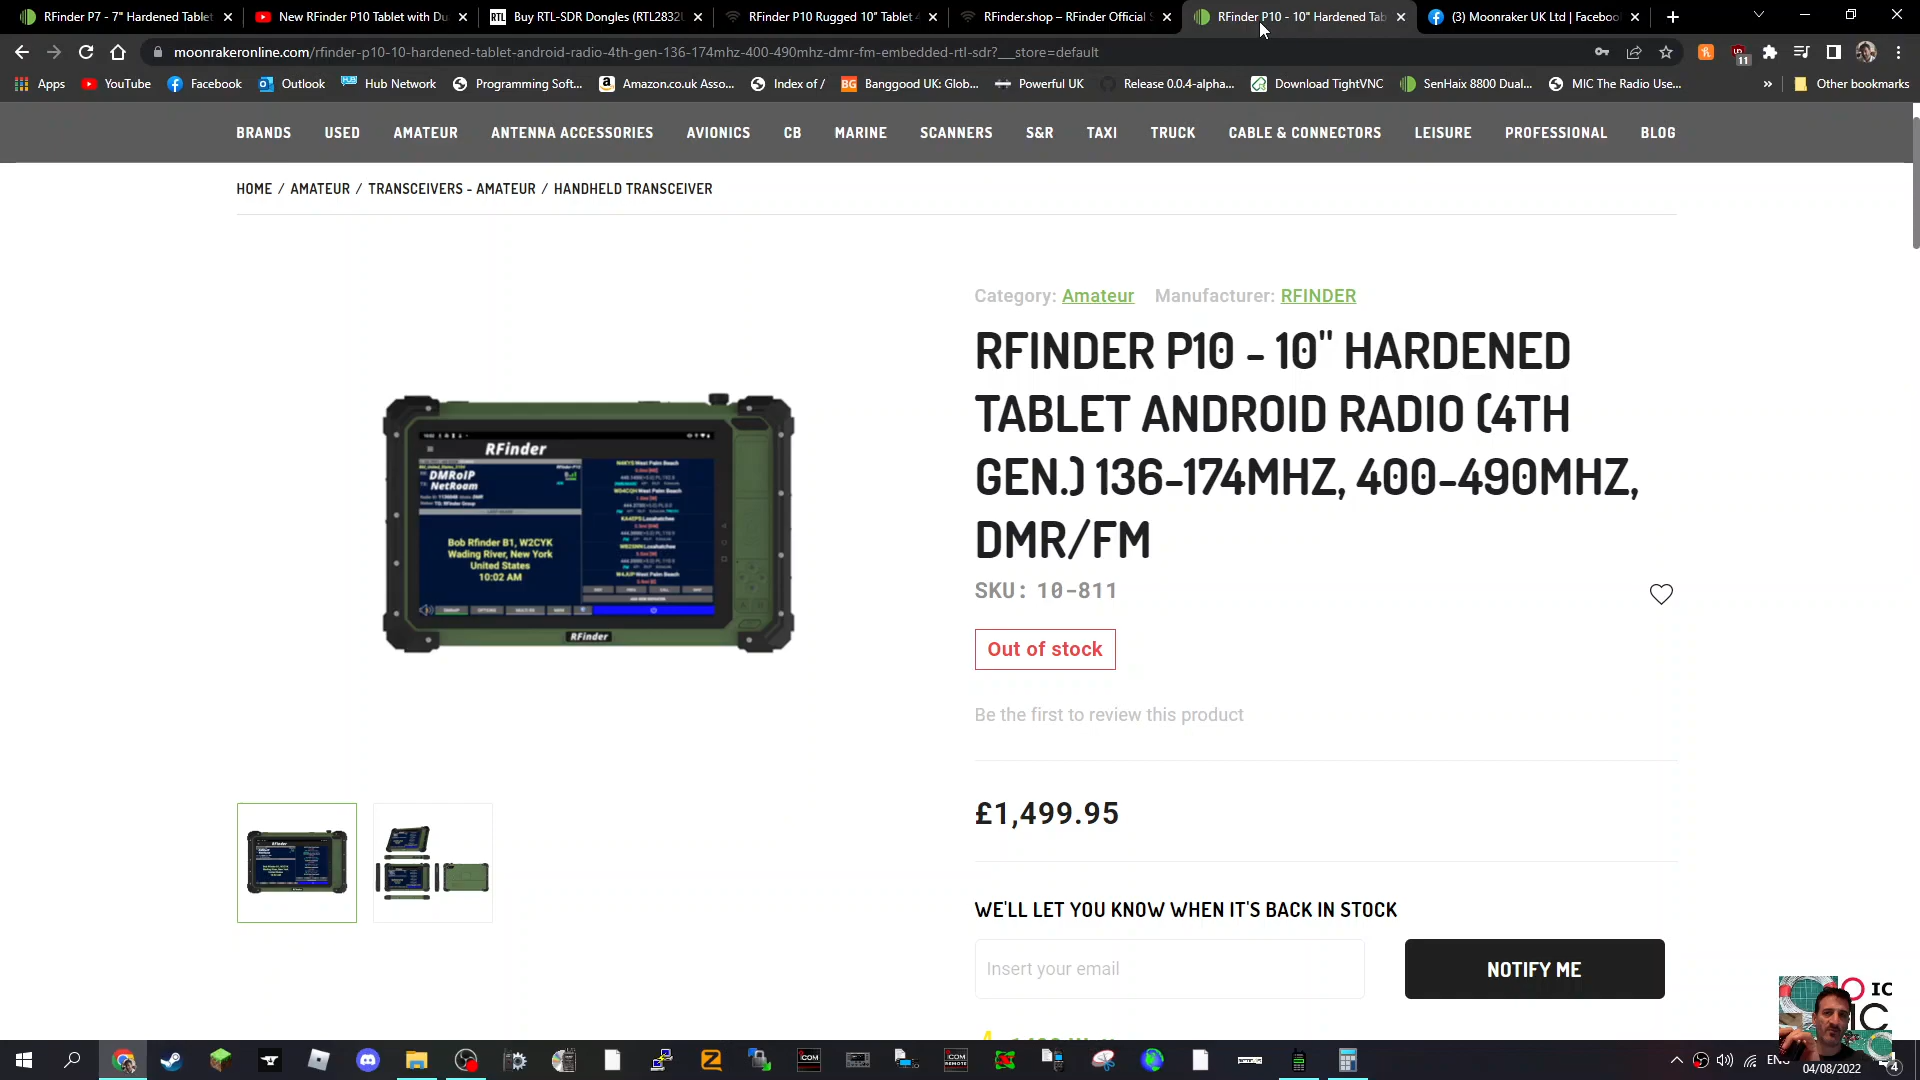 RFinder P7 - 7" Hardened Tablet
New RFinder P10 Tablet with Du
Buy RTL-SDR Dongles (RTL2832U
RFinder P10 Rugged 10" Tablet 4
RFinder.shop – RFinder Official S
RFinder P10 - 10" Hardened Tab
(3) Moonraker UK Ltd | Facebook
moonrakeronline.com/rfinder-p10-10-hardened-tablet-android-radio-4th-gen-136-174mhz-400-490mhz-dmr-fm-embedded-rtl-sdr?___store=default
11
Apps
YouTube
Facebook
Outlook
Hub Network
Programming Soft...
Amazon.co.uk Asso...
Index of /
BG Banggood UK: Glob...
Powerful UK
Release 0.0.4-alpha...
Download TightVNC
SenHaix 8800 Dual...
MIC The Radio Use...
Other bookmarks
BRANDS USED AMATEUR ANTENNA ACCESSORIES AVIONICS CB MARINE SCANNERS S&R TAXI TRUCK CABLE & CONNECTORS LEISURE PROFESSIONAL BLOG
HOME / AMATEUR / TRANSCEIVERS - AMATEUR / HANDHELD TRANSCEIVER
Category: Amateur Manufacturer: RFINDER
RFINDER P10 - 10" HARDENED
TABLET ANDROID RADIO (4TH
GEN.) 136-174MHZ, 400-490MHZ,
DMR/FM
SKU: 10-811
Out of stock
Be the first to review this product
£1,499.95
WE'LL LET YOU KNOW WHEN IT'S BACK IN STOCK
Insert your email
NOTIFY ME
RFinder
DMRoIP
NetRoam
Bob Rfinder B1, W2CYK
Wading River, New York
United States
10:02 AM
RFinder
IC
ENG
04/08/2022
4